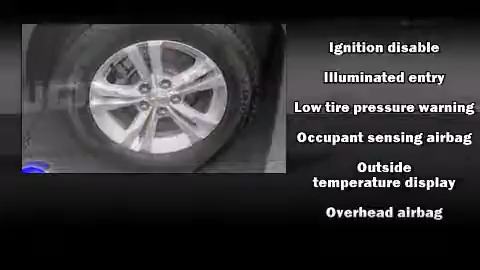 Ignition disable
Illuminated entry
Low tire pressure warning
Occupant sensing airbag
Outside
temperature display
Overhead airbag